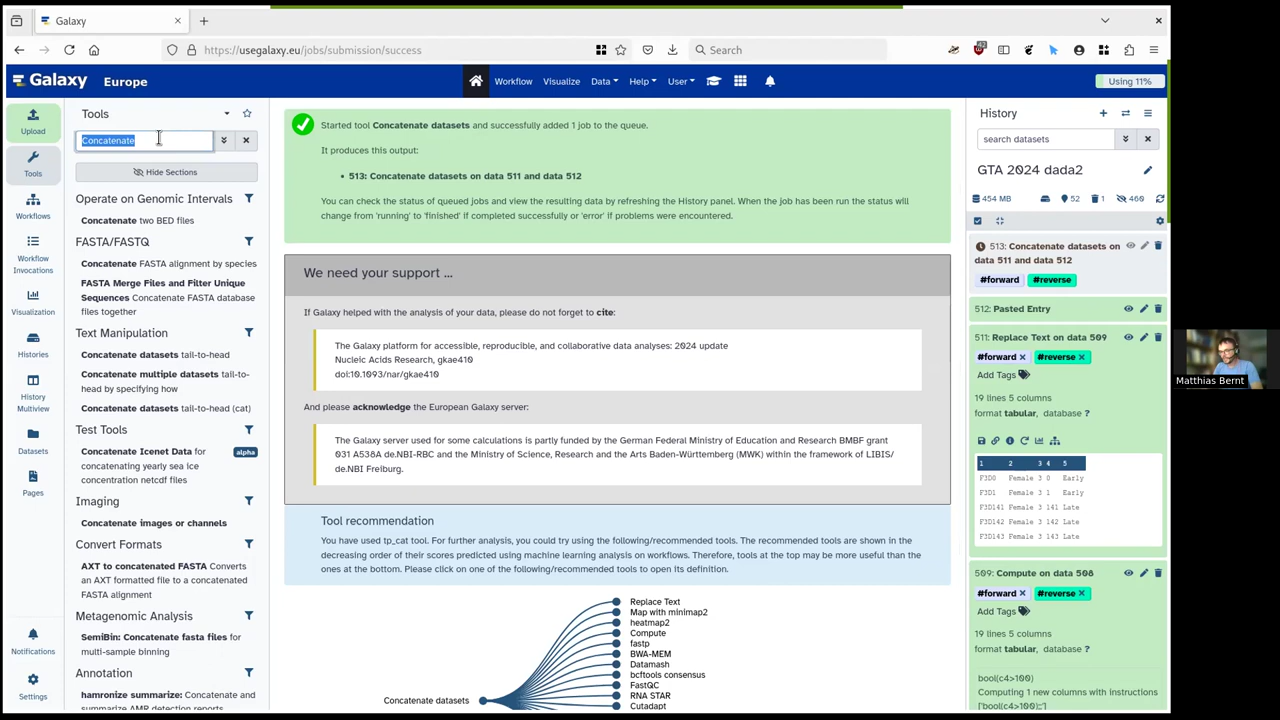 Galaxy
https://usegalaxy.eu/jobs/submission/success
Search
Galaxy Europe
Workflow Visualize Data Help User
Using 11%
Upload
Tools
Workflows
Workflow
Invocations
Visualization
Histories
History
Multiview
Datasets
Pages
Notifications
Settings
Tools
Concatenate
Hide Sections
Operate on Genomic Intervals
Concatenate two BED files
FASTA/FASTQ
Concatenate FASTA alignment by species
FASTA Merge Files and Filter Unique
Sequences Concatenate FASTA database
files together
Text Manipulation
Concatenate datasets tail-to-head
Concatenate multiple datasets tail-to-
head by specifying how
Concatenate datasets tail-to-head (cat)
Test Tools
Concatenate Icenet Data for alpha
concatenating yearly sea ice
concentration netcdf files
Imaging
Concatenate images or channels
Convert Formats
AXT to concatenated FASTA Converts
an AXT formatted file to a concatenated
FASTA alignment
Metagenomic Analysis
SemiBin: Concatenate fasta files for
multi-sample binning
Annotation
hamronize summarize: Concatenate and
summarize AMR detection reports
Started tool Concatenate datasets and successfully added 1 job to the queue.
It produces this output:
• 513: Concatenate datasets on data 511 and data 512
You can check the status of queued jobs and view the resulting data by refreshing the History panel. When the job has been run the status will
change from 'running' to 'finished' if completed successfully or 'error' if problems were encountered.
We need your support ...
If Galaxy helped with the analysis of your data, please do not forget to cite:
The Galaxy platform for accessible, reproducible, and collaborative data analyses: 2024 update
Nucleic Acids Research, gkae410
doi:10.1093/nar/gkae410
And please acknowledge the European Galaxy server:
The Galaxy server used for some calculations is partly funded by the German Federal Ministry of Education and Research BMBF grant
031 A538A de.NBI-RBC and the Ministry of Science, Research and the Arts Baden-Württemberg (MWK) within the framework of LIBIS/
de.NBI Freiburg.
Tool recommendation
You have used tp_cat tool. For further analysis, you could try using the following/recommended tools. The recommended tools are shown in the
decreasing order of their scores predicted using machine learning analysis on workflows. Therefore, tools at the top may be more useful than the
ones at the bottom. Please click on one of the following/recommended tools to open its definition.
Replace Text
Map with minimap2
heatmap2
Compute
fastp
BWA-MEM
Datamash
bcftools consensus
FastQC
RNA STAR
Concatenate datasets
Cutadapt
History
search datasets
GTA 2024 dada2
454 MB 52 1 460
513: Concatenate datasets on
data 511 and data 512
#forward #reverse
512: Pasted Entry
511: Replace Text on data 509
#forward #reverse
Add Tags
19 lines 5 columns
format tabular, database ?
1 2 3 4 5
F3D0 Female 3 0 Early
F3D1 Female 3 1 Early
F3D141 Female 3 141 Late
F3D142 Female 3 142 Late
F3D143 Female 3 143 Late
509: Compute on data 508
#forward #reverse
Add Tags
19 lines 5 columns
format tabular, database ?
bool(c4>100)
Computing 1 new columns with instructions
['bool(c4>100);;']
Matthias Bernt